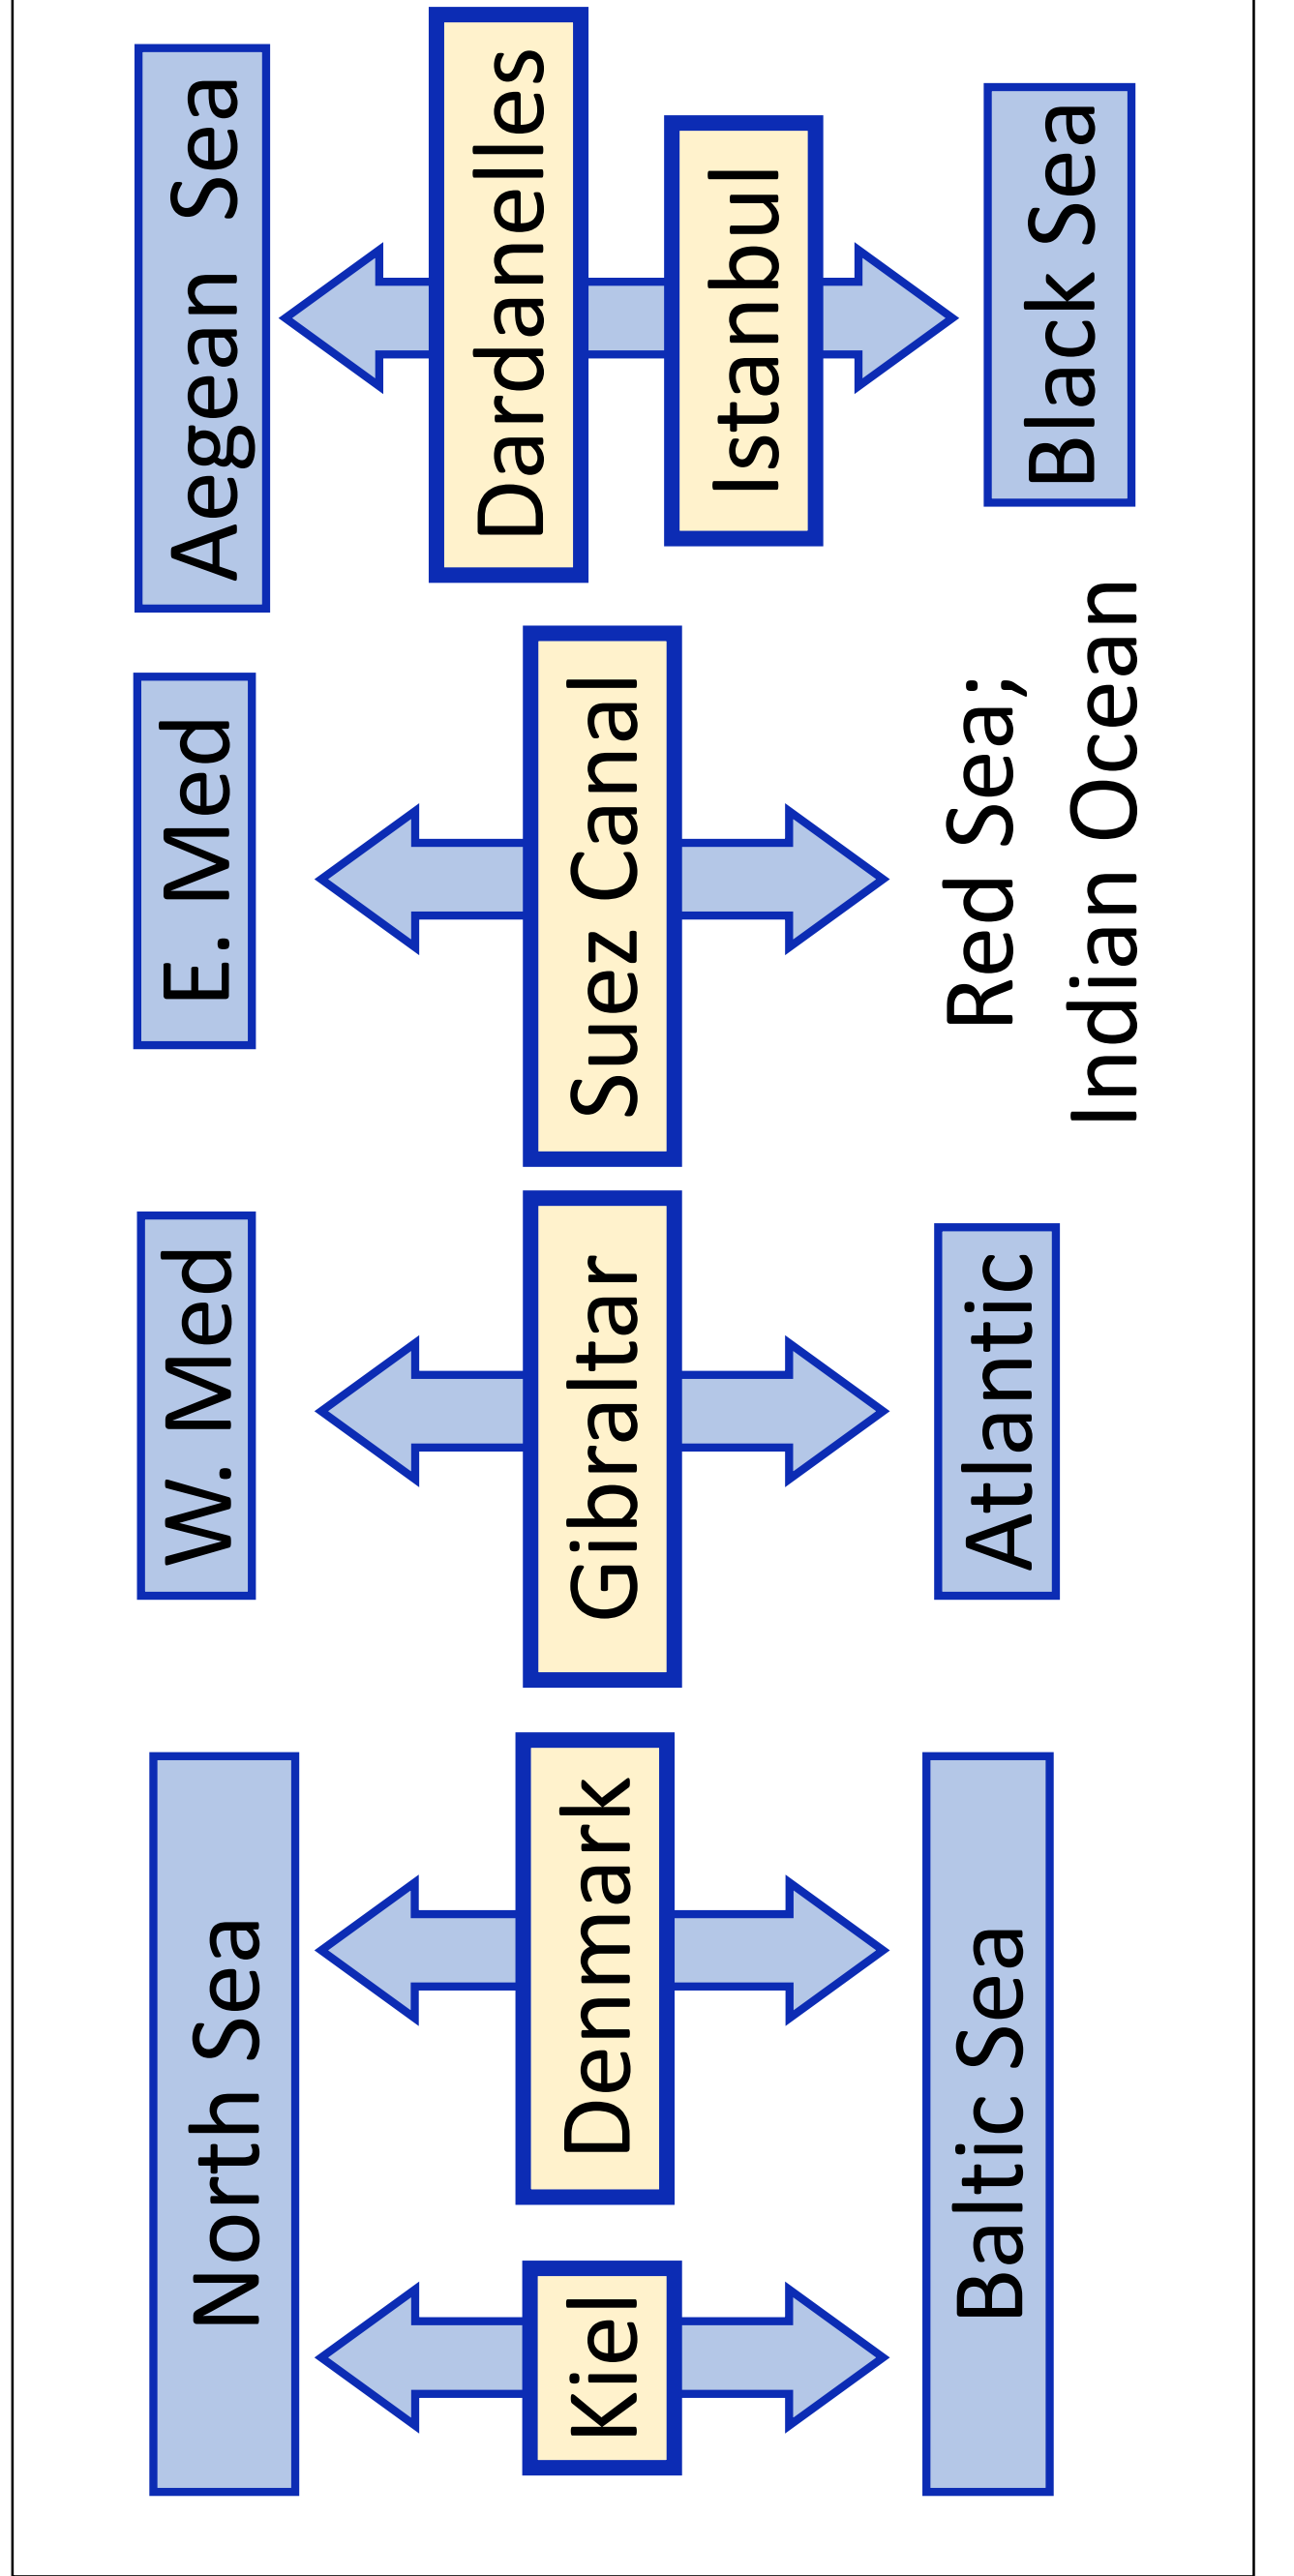 North Sea
W. Med
E. Med
Aegean  Sea
Kiel
Denmark
Gibraltar
Suez Canal
Dardanelles
Istanbul
Baltic Sea
Atlantic
Red Sea;
Indian Ocean
Black Sea